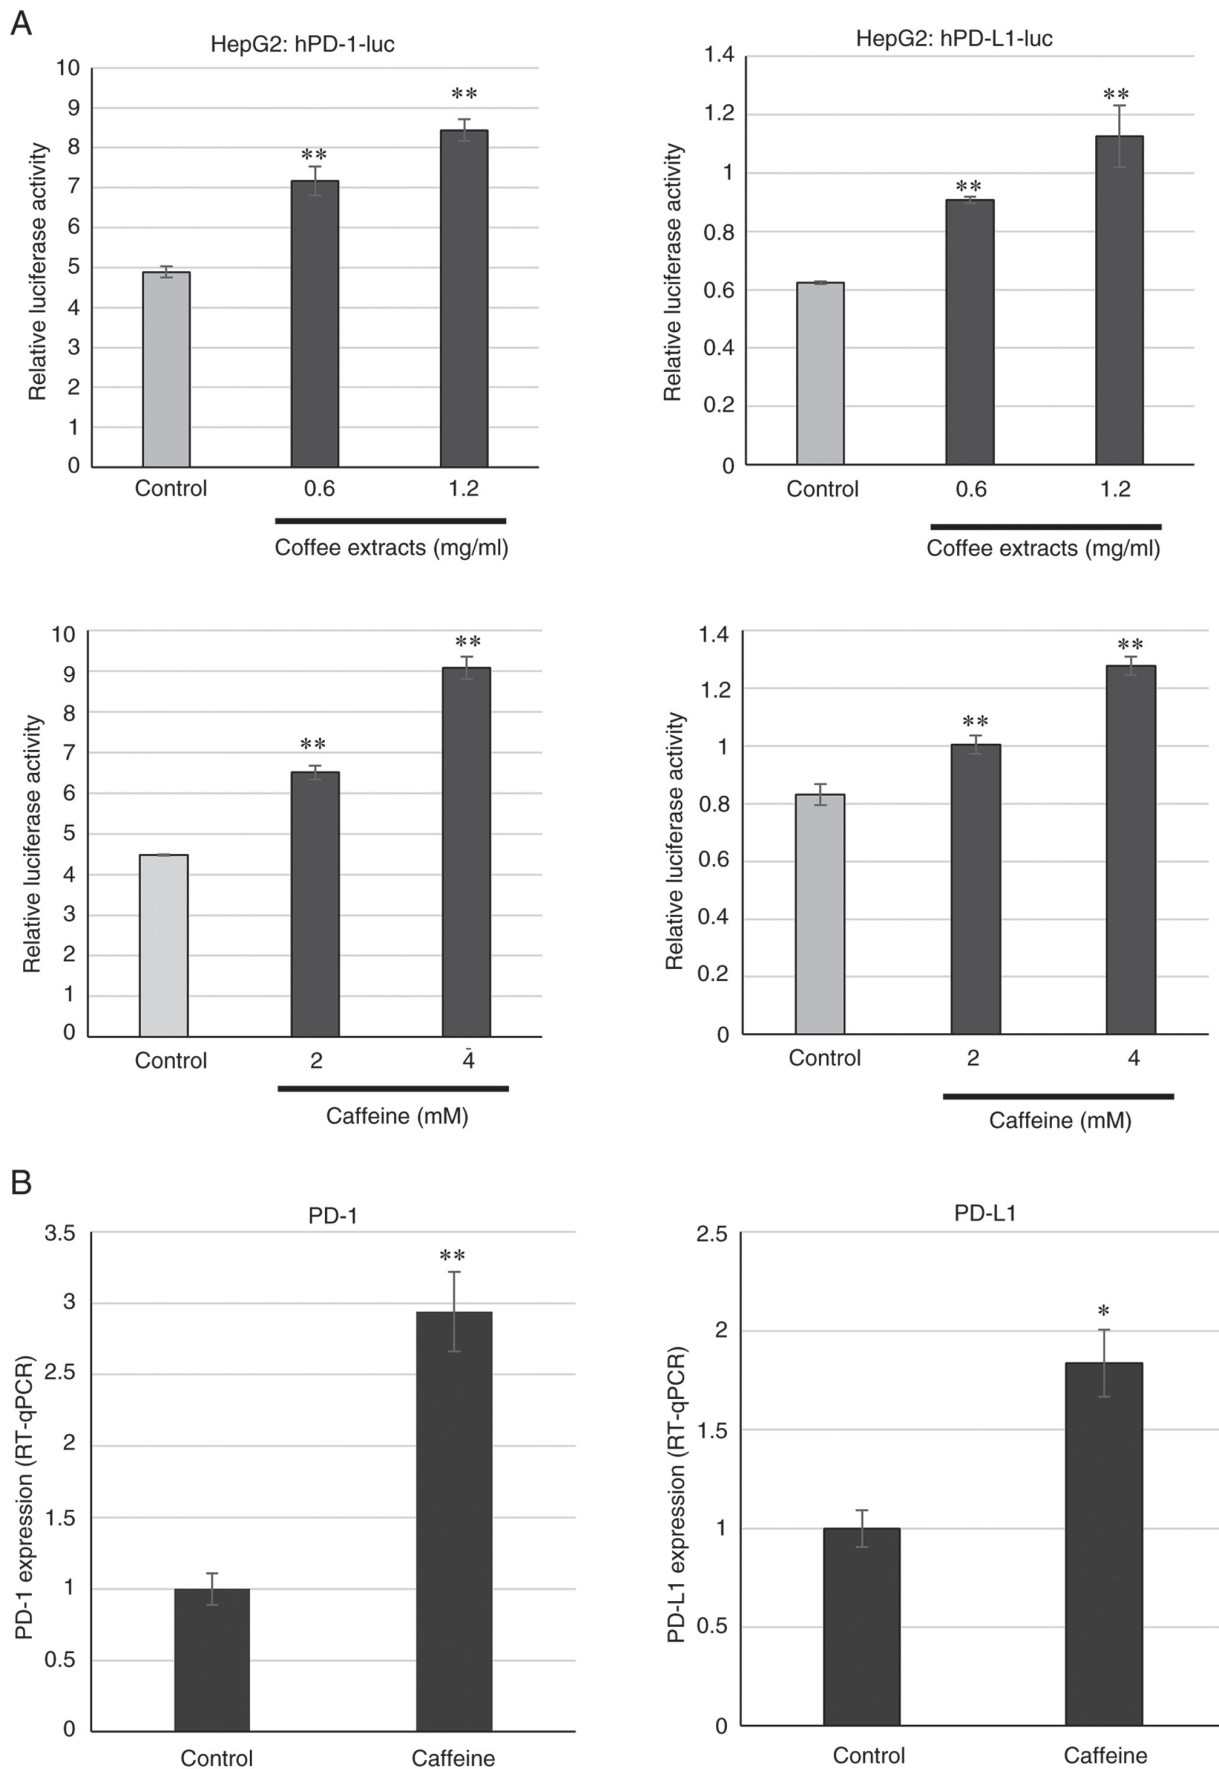 A
HepG2: hPD-1-luc
10
9
8
7
6
5
4
3
2
1
0
Relative luciferase activity
**
**
Control 0.6 1.2
Coffee extracts (mg/ml)
HepG2: hPD-L1-luc
1.4
1.2
1
0.8
0.6
0.4
0.2
0
Relative luciferase activity
**
**
Control 0.6 1.2
Coffee extracts (mg/ml)
10
9
8
7
6
5
4
3
2
1
0
Relative luciferase activity
**
**
Control 2 4
Caffeine (mM)
1.4
1.2
1
0.8
0.6
0.4
0.2
0
Relative luciferase activity
**
**
Control 2 4
Caffeine (mM)
B
PD-1
3.5
3
2.5
2
1.5
1
0.5
0
PD-1 expression (RT-qPCR)
**
Control Caffeine
PD-L1
2.5
2
1.5
1
0.5
0
PD-L1 expression (RT-qPCR)
*
Control Caffeine